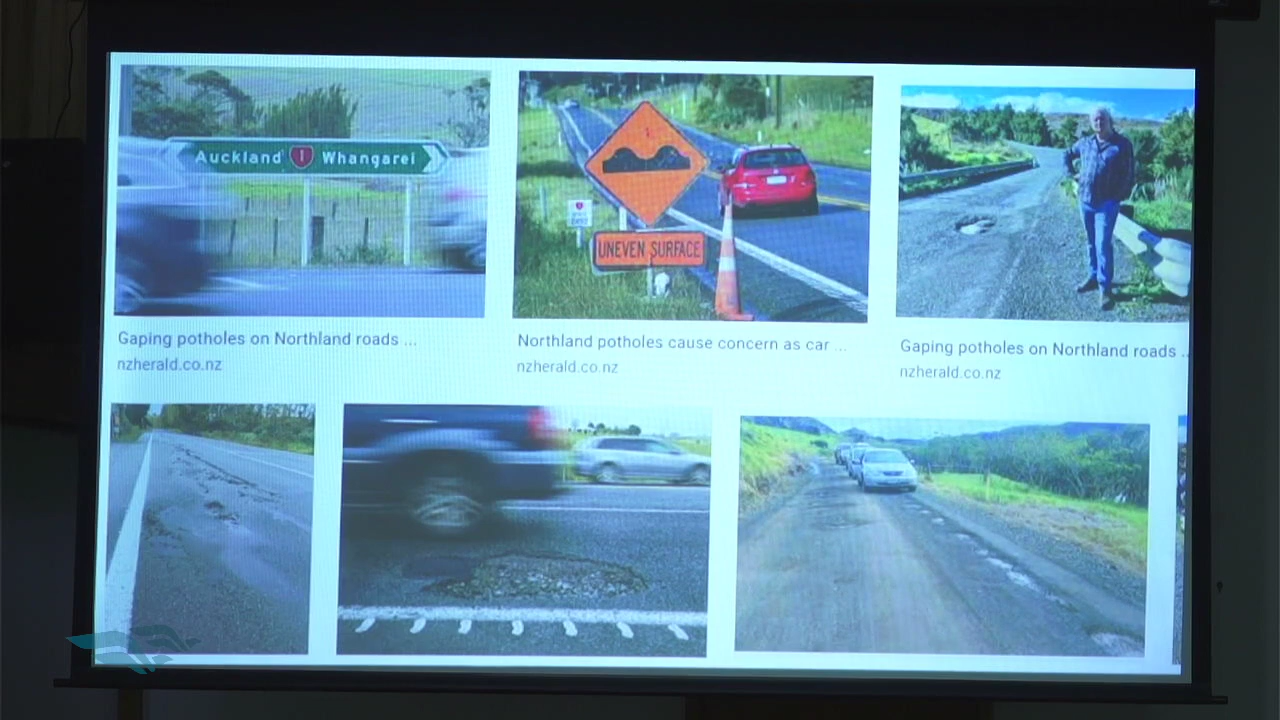 Auckland 1 Whangarei
UNEVEN SURFACE
Gaping potholes on Northland roads ...
nzherald.co.nz
Northland potholes cause concern as car ...
nzherald.co.nz
Gaping potholes on Northland roads ..
nzherald.co.nz